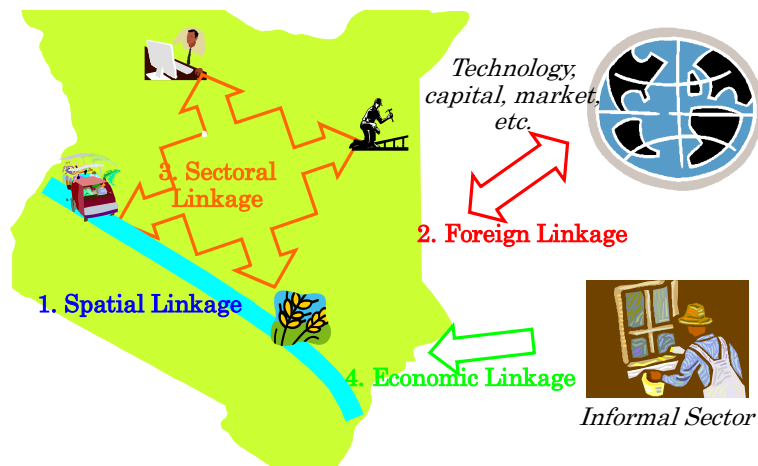 Technology,
capital, market,
etc.
3. Sectoral
Linkage
2. Foreign Linkage
1. Spatial Linkage
4. Economic Linkage
Informal Sector